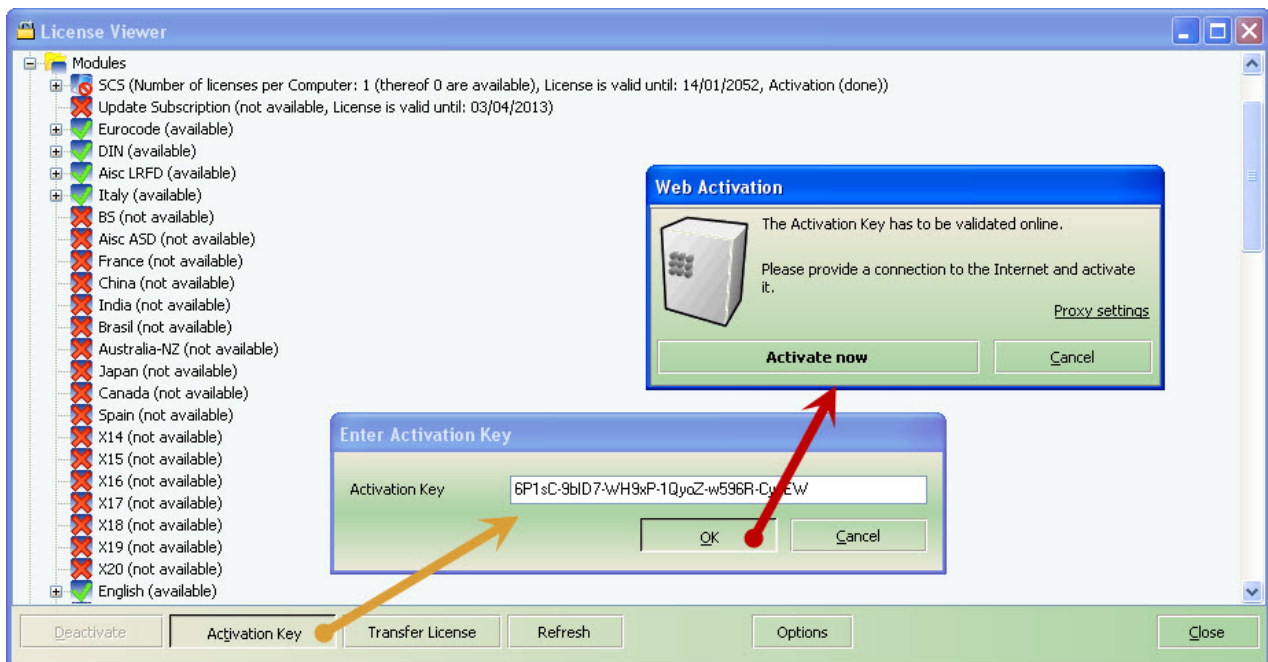 License Viewer
Modules
SCS (Number of licenses per Computer: 1 (thereof 0 are available), License is valid until: 14/01/2052, Activation (done))
Update Subscription (not available, License is valid until: 03/04/2013)
Eurocode (available)
DIN (available)
Aisc LRFD (available)
Italy (available)
BS (not available)
Aisc ASD (not available)
France (not available)
China (not available)
India (not available)
Brasil (not available)
Australia-NZ (not available)
Japan (not available)
Canada (not available)
Spain (not available)
X14 (not available)
X15 (not available)
X16 (not available)
X17 (not available)
X18 (not available)
X19 (not available)
X20 (not available)
English (available)
Web Activation
The Activation Key has to be validated online.
Please provide a connection to the Internet and activate
it.
Proxy settings
Activate now Cancel
Enter Activation Key
Activation Key
OK Cancel
Deactivate Activation Key Transfer License Refresh Options Close